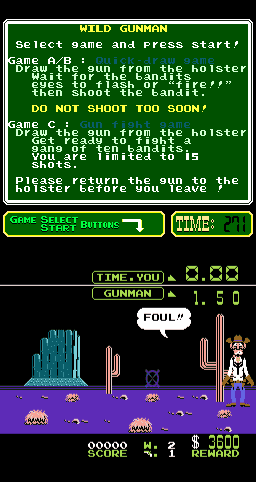 WILD GUNMAN
Select game and press start!
Game A/B : Quick-draw game
Draw the gun from the holster
Wait for the bandits
eyes to flash or "fire!!"
then shoot the bandit.
DO NOT SHOOT TOO SOON!
Game C : Gun fight game
Draw the gun from the holster
Get ready to fight a
gang of ten bandits.
You are limited to 15
shots.
Please return the gun to the
holster before you leave !
GAME SELECT
START BUTTONS
TIME: 271
TIME.YOU 0.00
GUNMAN 1.50
FOUL!!
00000 W. 2 $ 3600
SCORE 1 REWARD